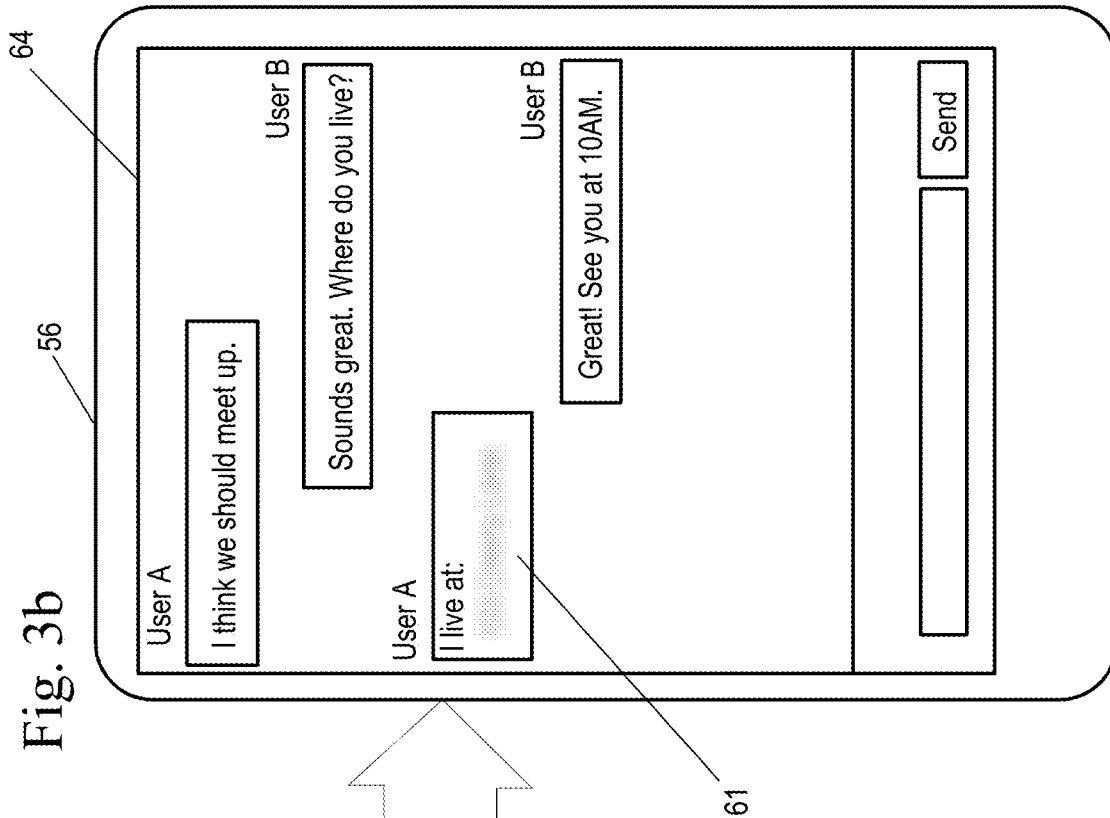 Fig. 3b
56
64
User A
I think we should meet up.
User B
Sounds great. Where do you live?
User A
I live at:
61
User B
Great! See you at 10AM.
Send